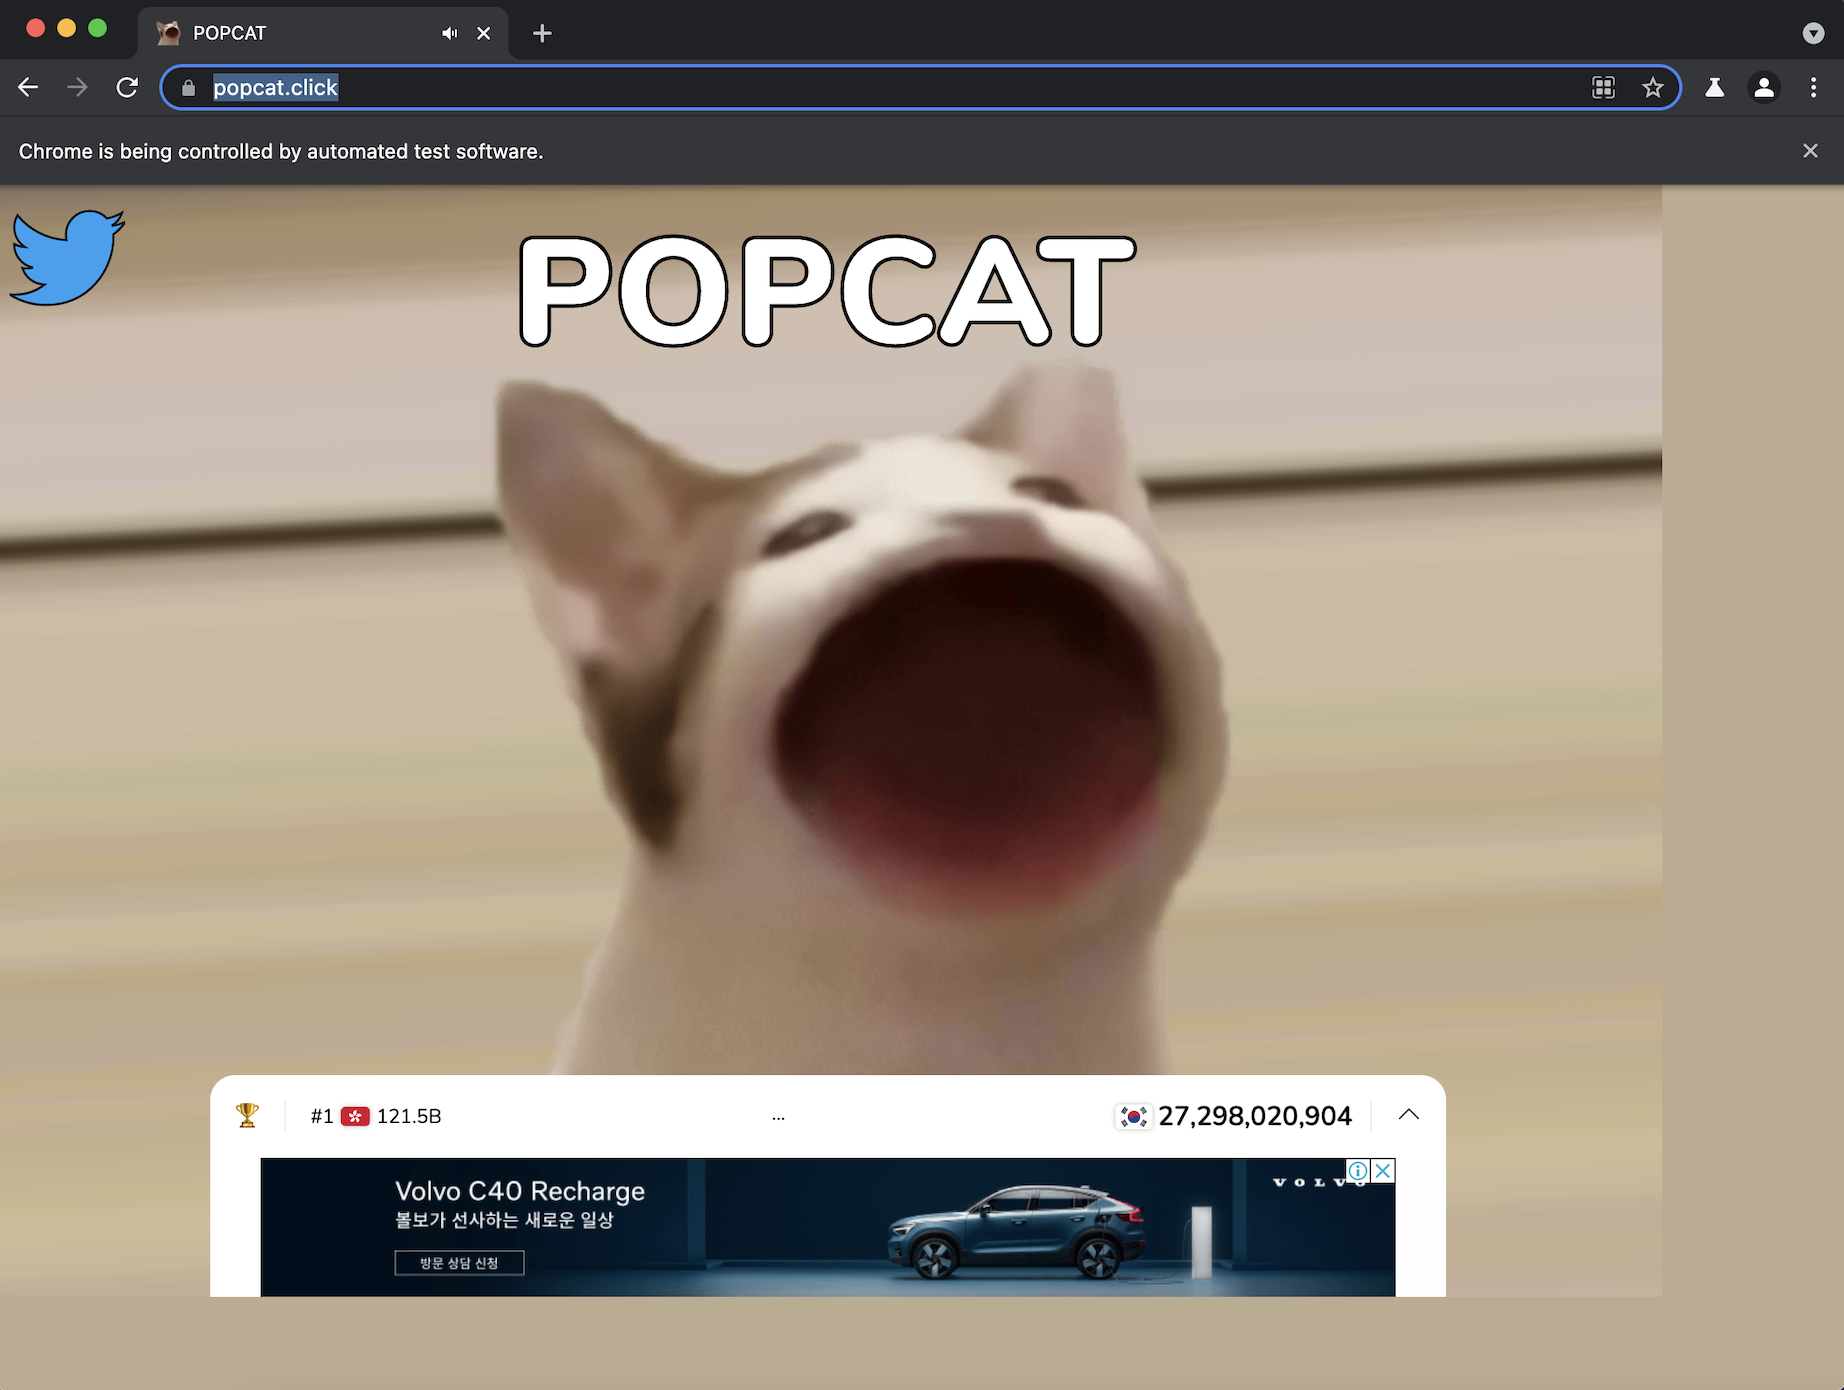 POPCAT
popcat.click
Chrome is being controlled by automated test software.
POPCAT
#1 121.5B
...
27,298,020,904
Volvo C40 Recharge
볼보가 선사하는 새로운 일상
방문 상담 신청
VOLVO